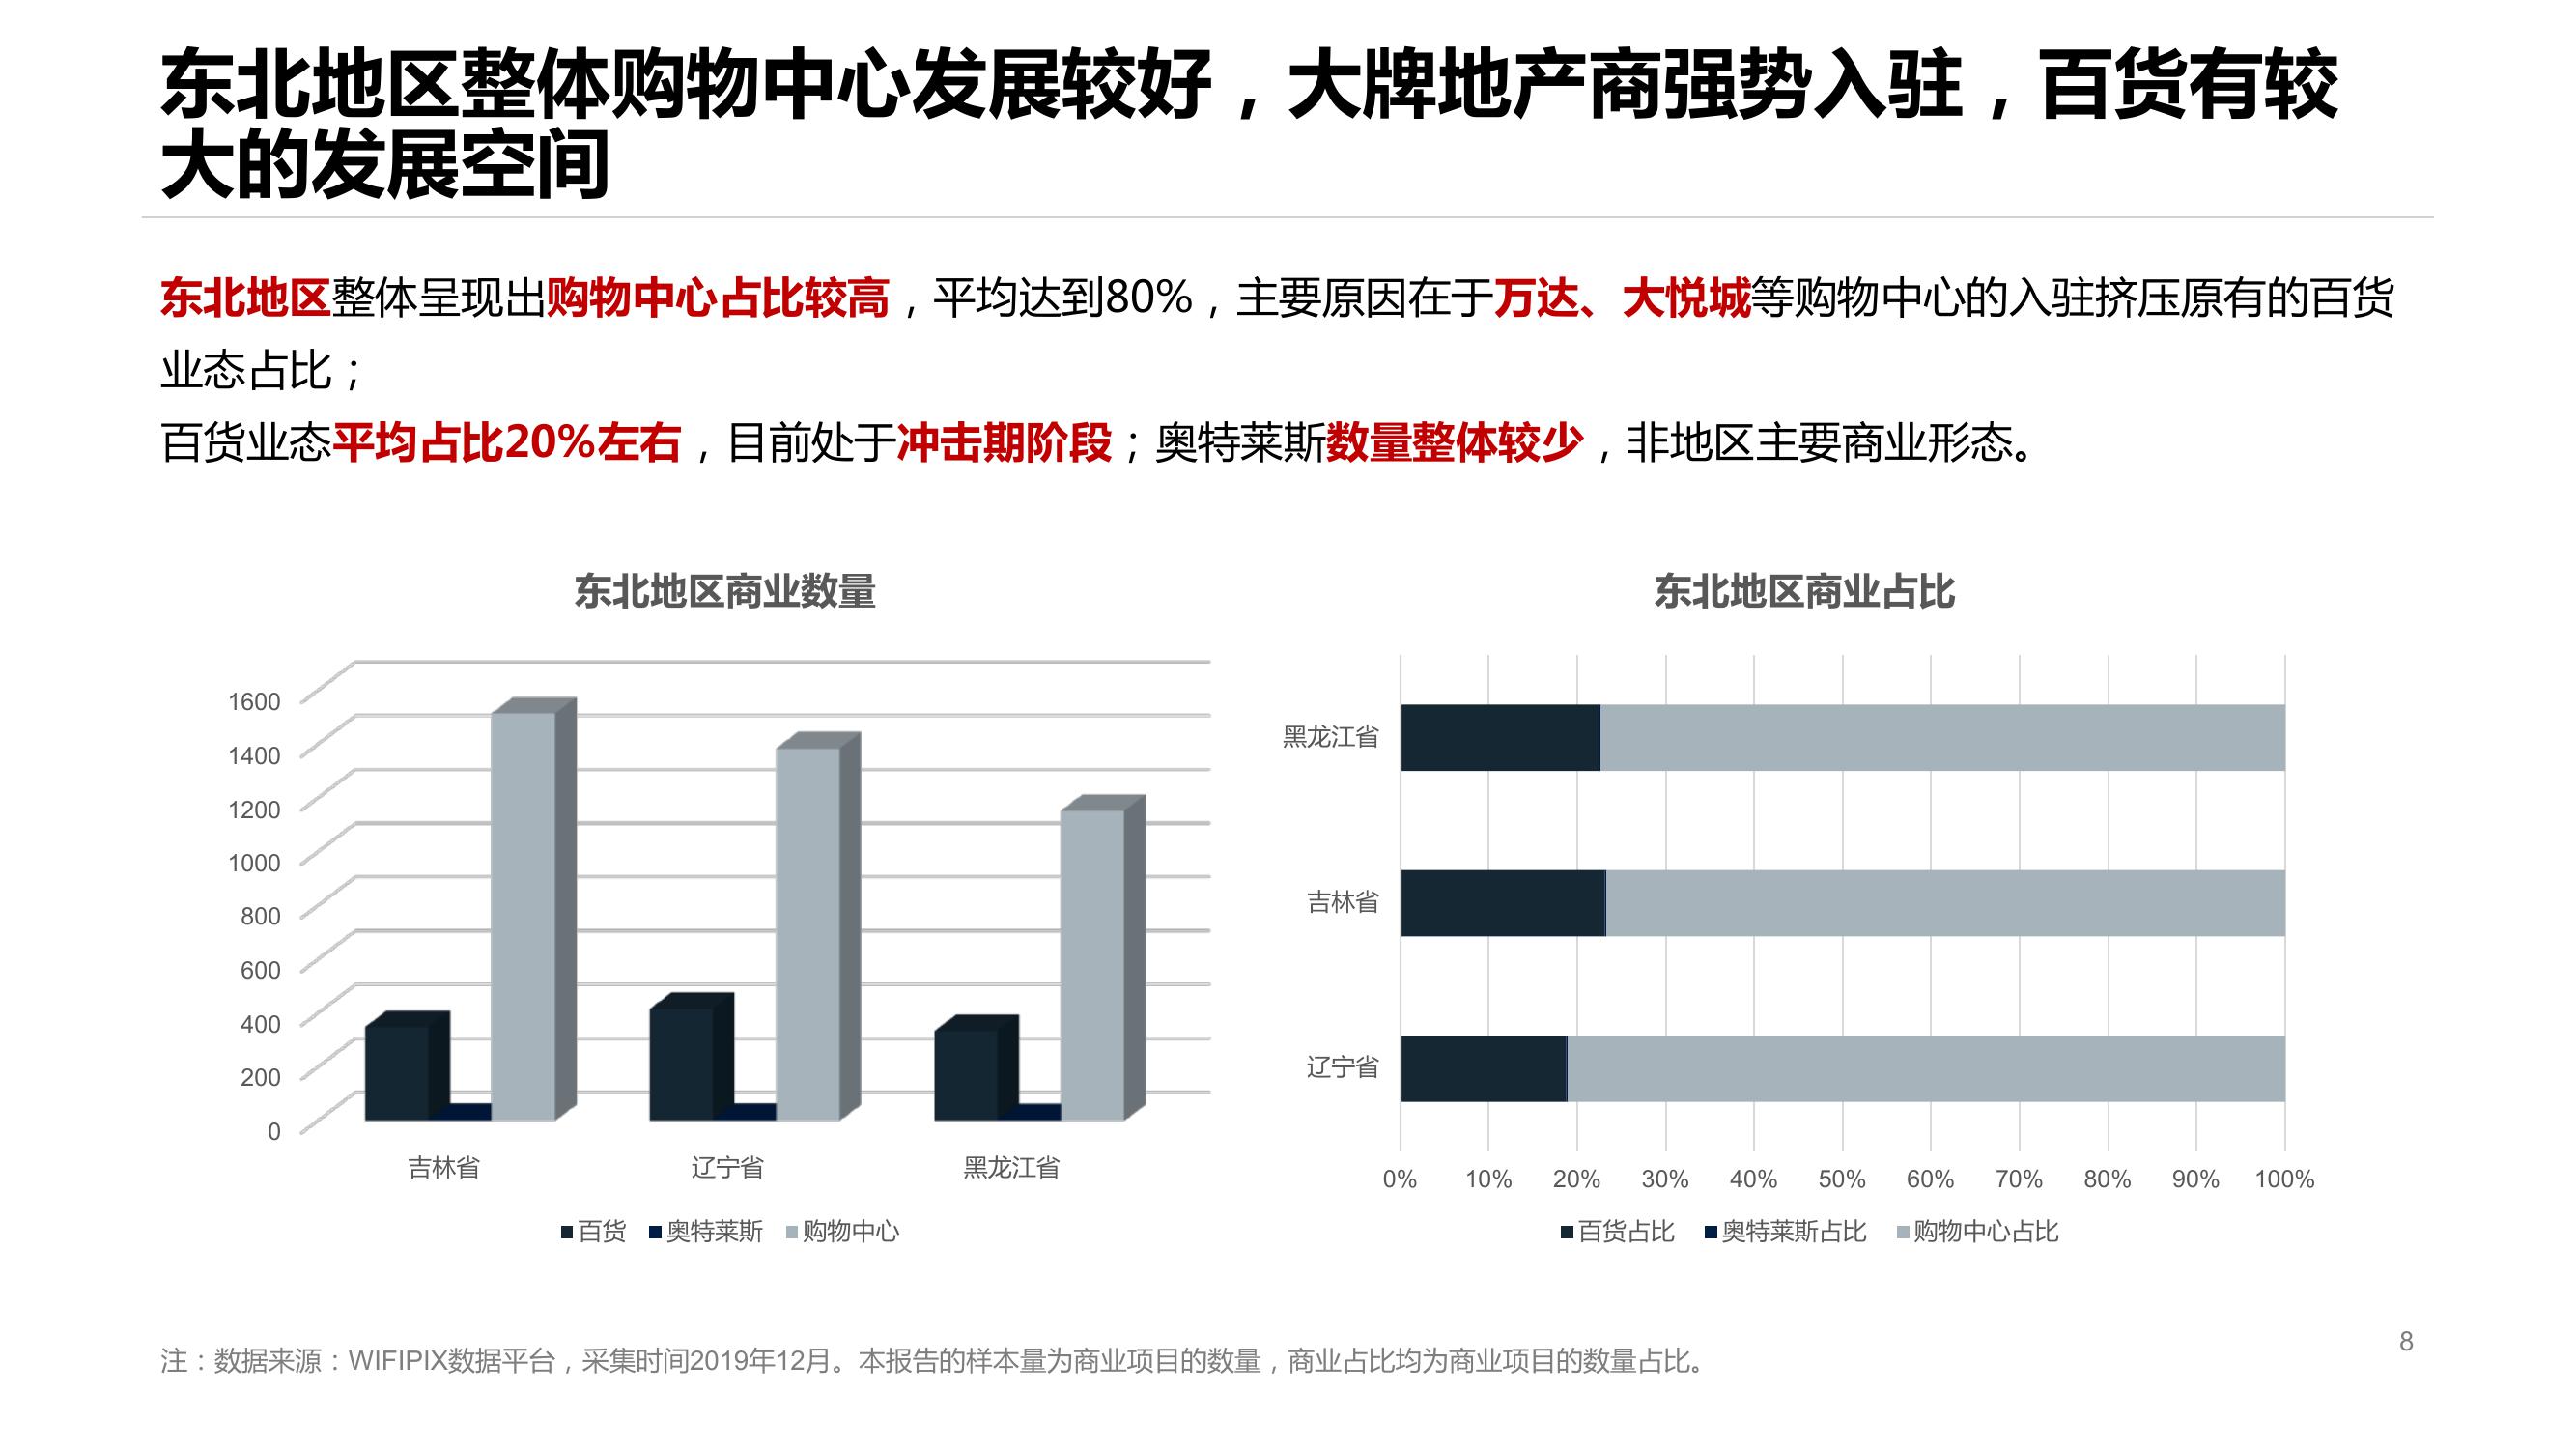 东北地区整体购物中心发展较好，大牌地产商强势入驻，百货有较
大的发展空间
东北地区整体呈现出购物中心占比较高，平均达到80%，主要原因在于万达、大悦城等购物中心的入驻挤压原有的百货
业态占比；
百货业态平均占比20%左右，目前处于冲击期阶段；奥特莱斯数量整体较少，非地区主要商业形态。
东北地区商业数量
1600
1400
1200
1000
800
600
400
200
0
吉林省 辽宁省 黑龙江省
百货 奥特莱斯 购物中心
东北地区商业占比
黑龙江省
吉林省
辽宁省
0% 10% 20% 30% 40% 50% 60% 70% 80% 90% 100%
百货占比 奥特莱斯占比 购物中心占比
注：数据来源：WIFIPIX数据平台，采集时间2019年12月。本报告的样本量为商业项目的数量，商业占比均为商业项目的数量占比。
8